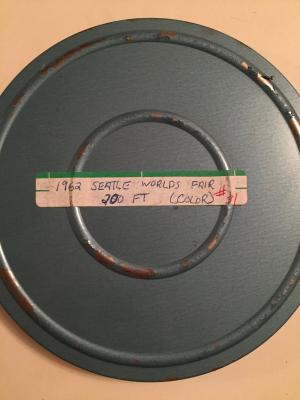 1962 SEATTLE WORLDS FAIR
200 FT (COLOR) #1